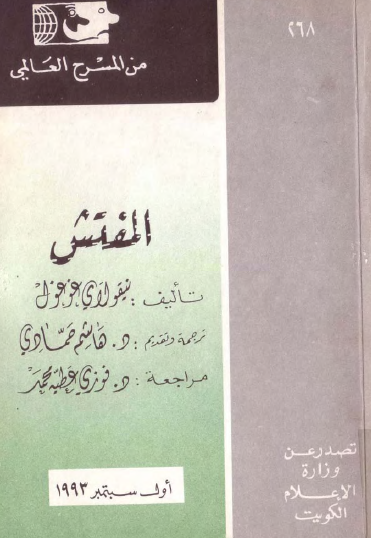 ٢٦٨
من المسرح العالمي
المفتش
تأليف : نيقولاي غوغول
ترجمة وتقديم : د. هاشم حمادي
مراجعة : د. فوزي عطية محمد
أول سبتمبر ١٩٩٣
تصدر عن
وزارة
الإعلام
الكويت